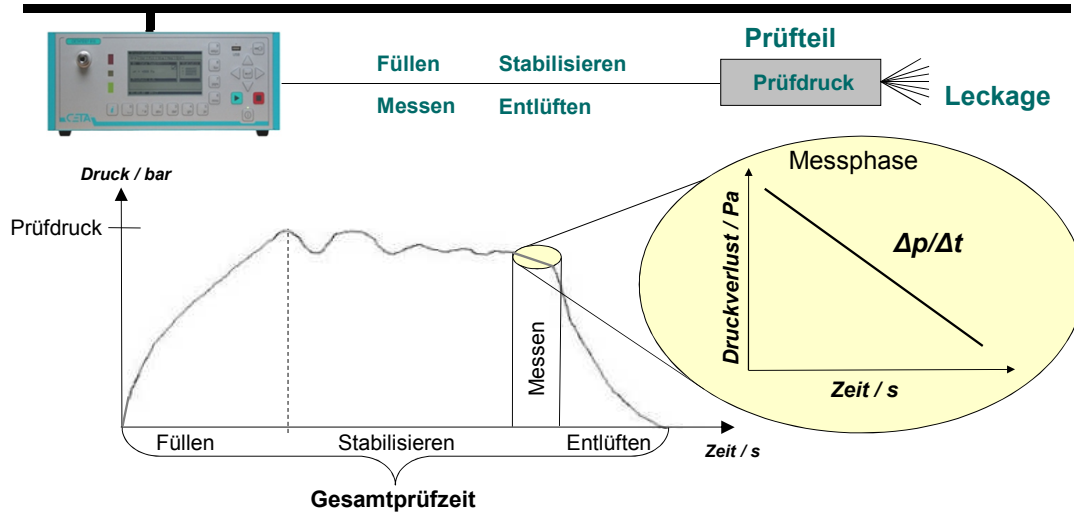 Prüfteil
Füllen Stabilisieren
Prüfdruck
Messen Entlüften
Leckage
CETA
Druck / bar
Prüfdruck
Messphase
Druckverlust / Pa
Δp/Δt
Zeit / s
Messen
Füllen Stabilisieren Entlüften
Zeit / s
Gesamtprüfzeit